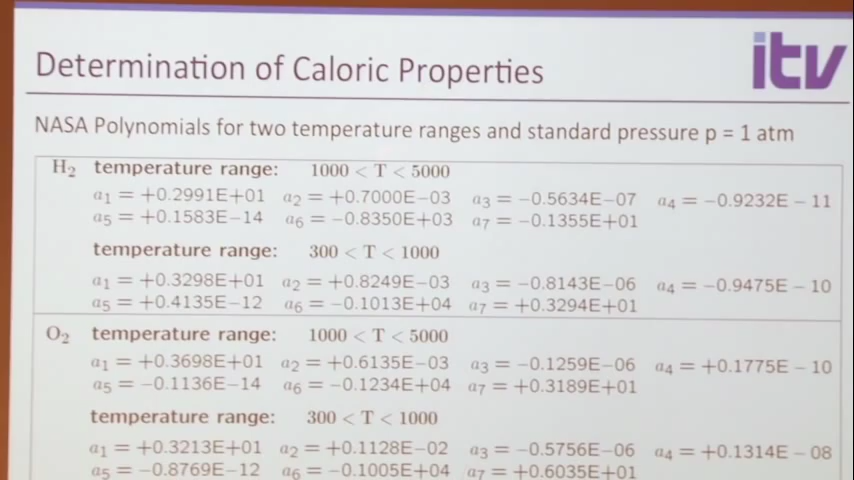 Determination of Caloric Properties
itv
NASA Polynomials for two temperature ranges and standard pressure p = 1 atm
H₂ temperature range: 1000 < T < 5000
a₁ = +0.2991E+01 a₂ = +0.7000E−03 a₃ = −0.5634E−07 a₄ = −0.9232E − 11
a₅ = +0.1583E−14 a₆ = −0.8350E+03 a₇ = −0.1355E+01
temperature range: 300 < T < 1000
a₁ = +0.3298E+01 a₂ = +0.8249E−03 a₃ = −0.8143E−06 a₄ = −0.9475E − 10
a₅ = +0.4135E−12 a₆ = −0.1013E+04 a₇ = +0.3294E+01
O₂ temperature range: 1000 < T < 5000
a₁ = +0.3698E+01 a₂ = +0.6135E−03 a₃ = −0.1259E−06 a₄ = +0.1775E − 10
a₅ = −0.1136E−14 a₆ = −0.1234E+04 a₇ = +0.3189E+01
temperature range: 300 < T < 1000
a₁ = +0.3213E+01 a₂ = +0.1128E−02 a₃ = −0.5756E−06 a₄ = +0.1314E − 08
a₅ = −0.8769E−12 a₆ = −0.1005E+04 a₇ = +0.6035E+01